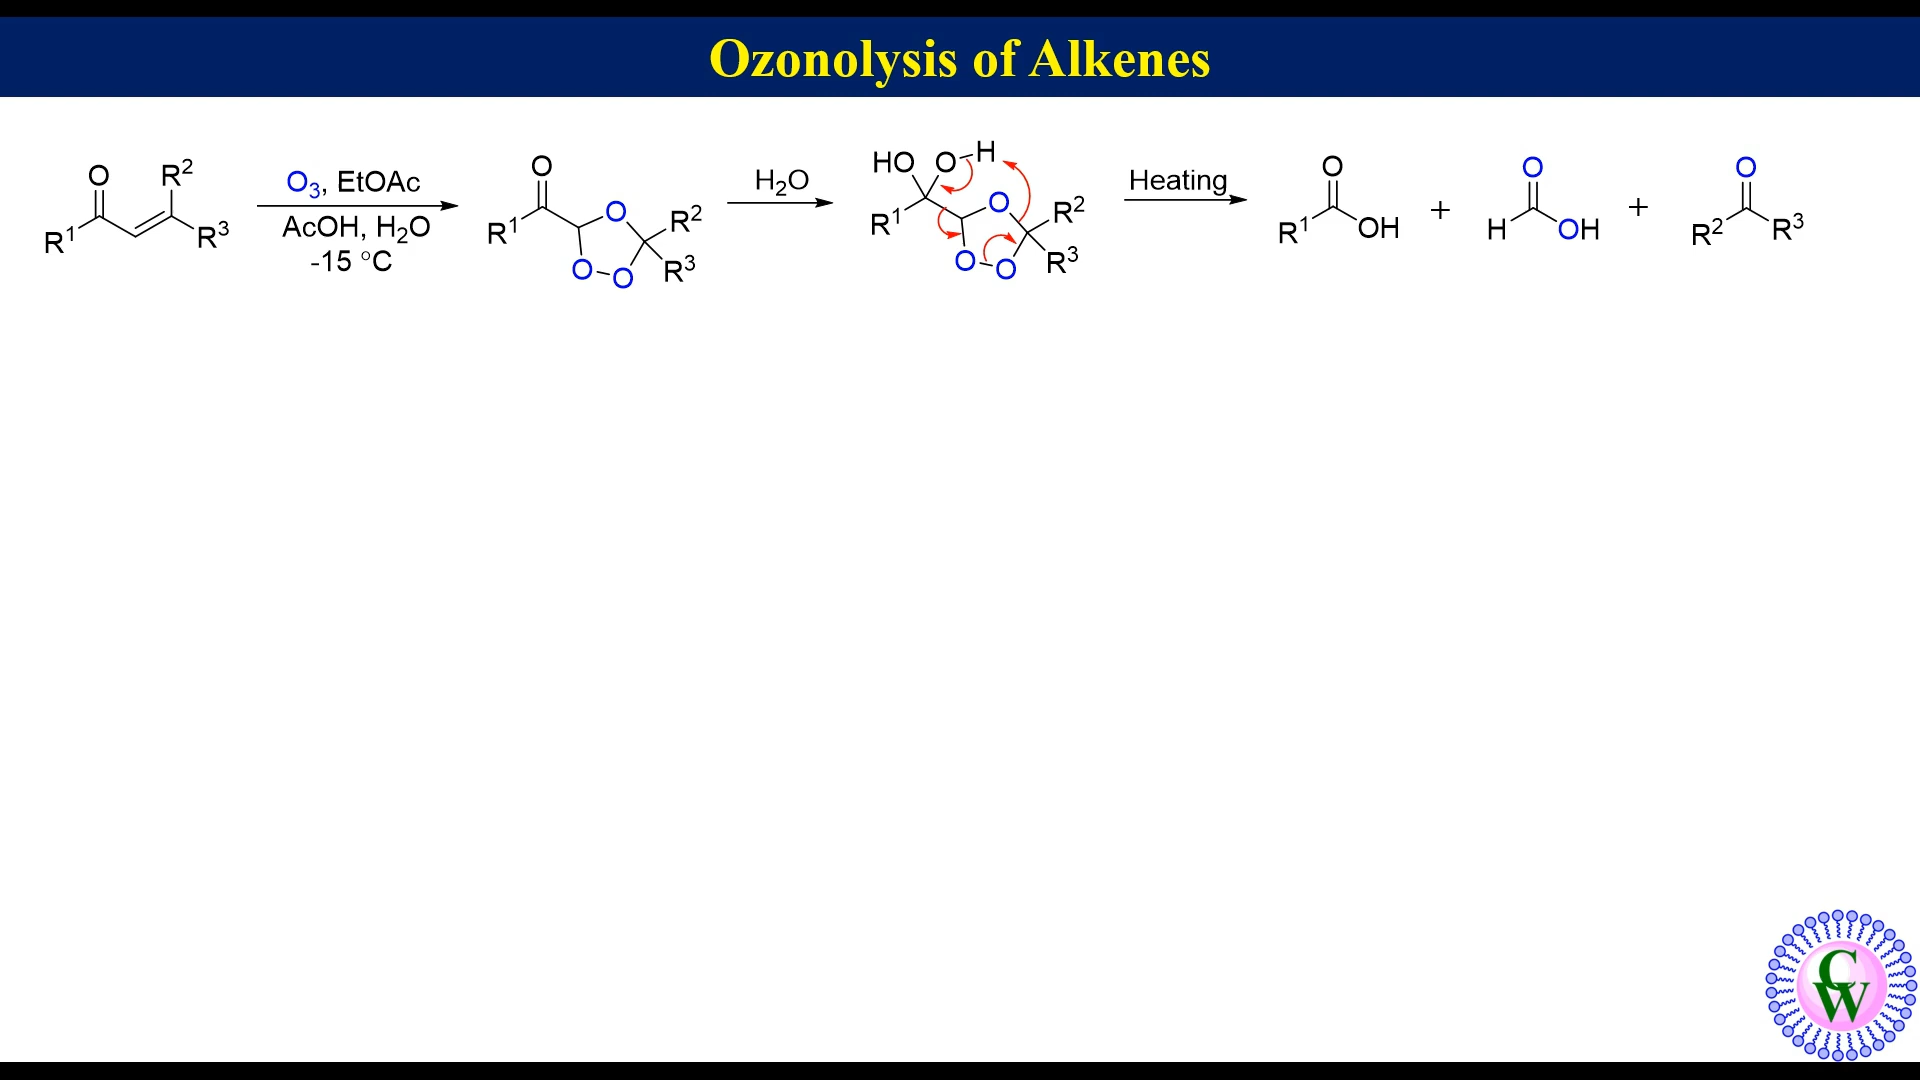 Ozonolysis of Alkenes
O R² R¹ R³
O₃, EtOAc
AcOH, H₂O
-15 °C
O R¹ O R² O O R³
H₂O
HO O H R¹ O R² O O R³
Heating
O R¹ OH
+
O H OH
+
O R² R³
CW